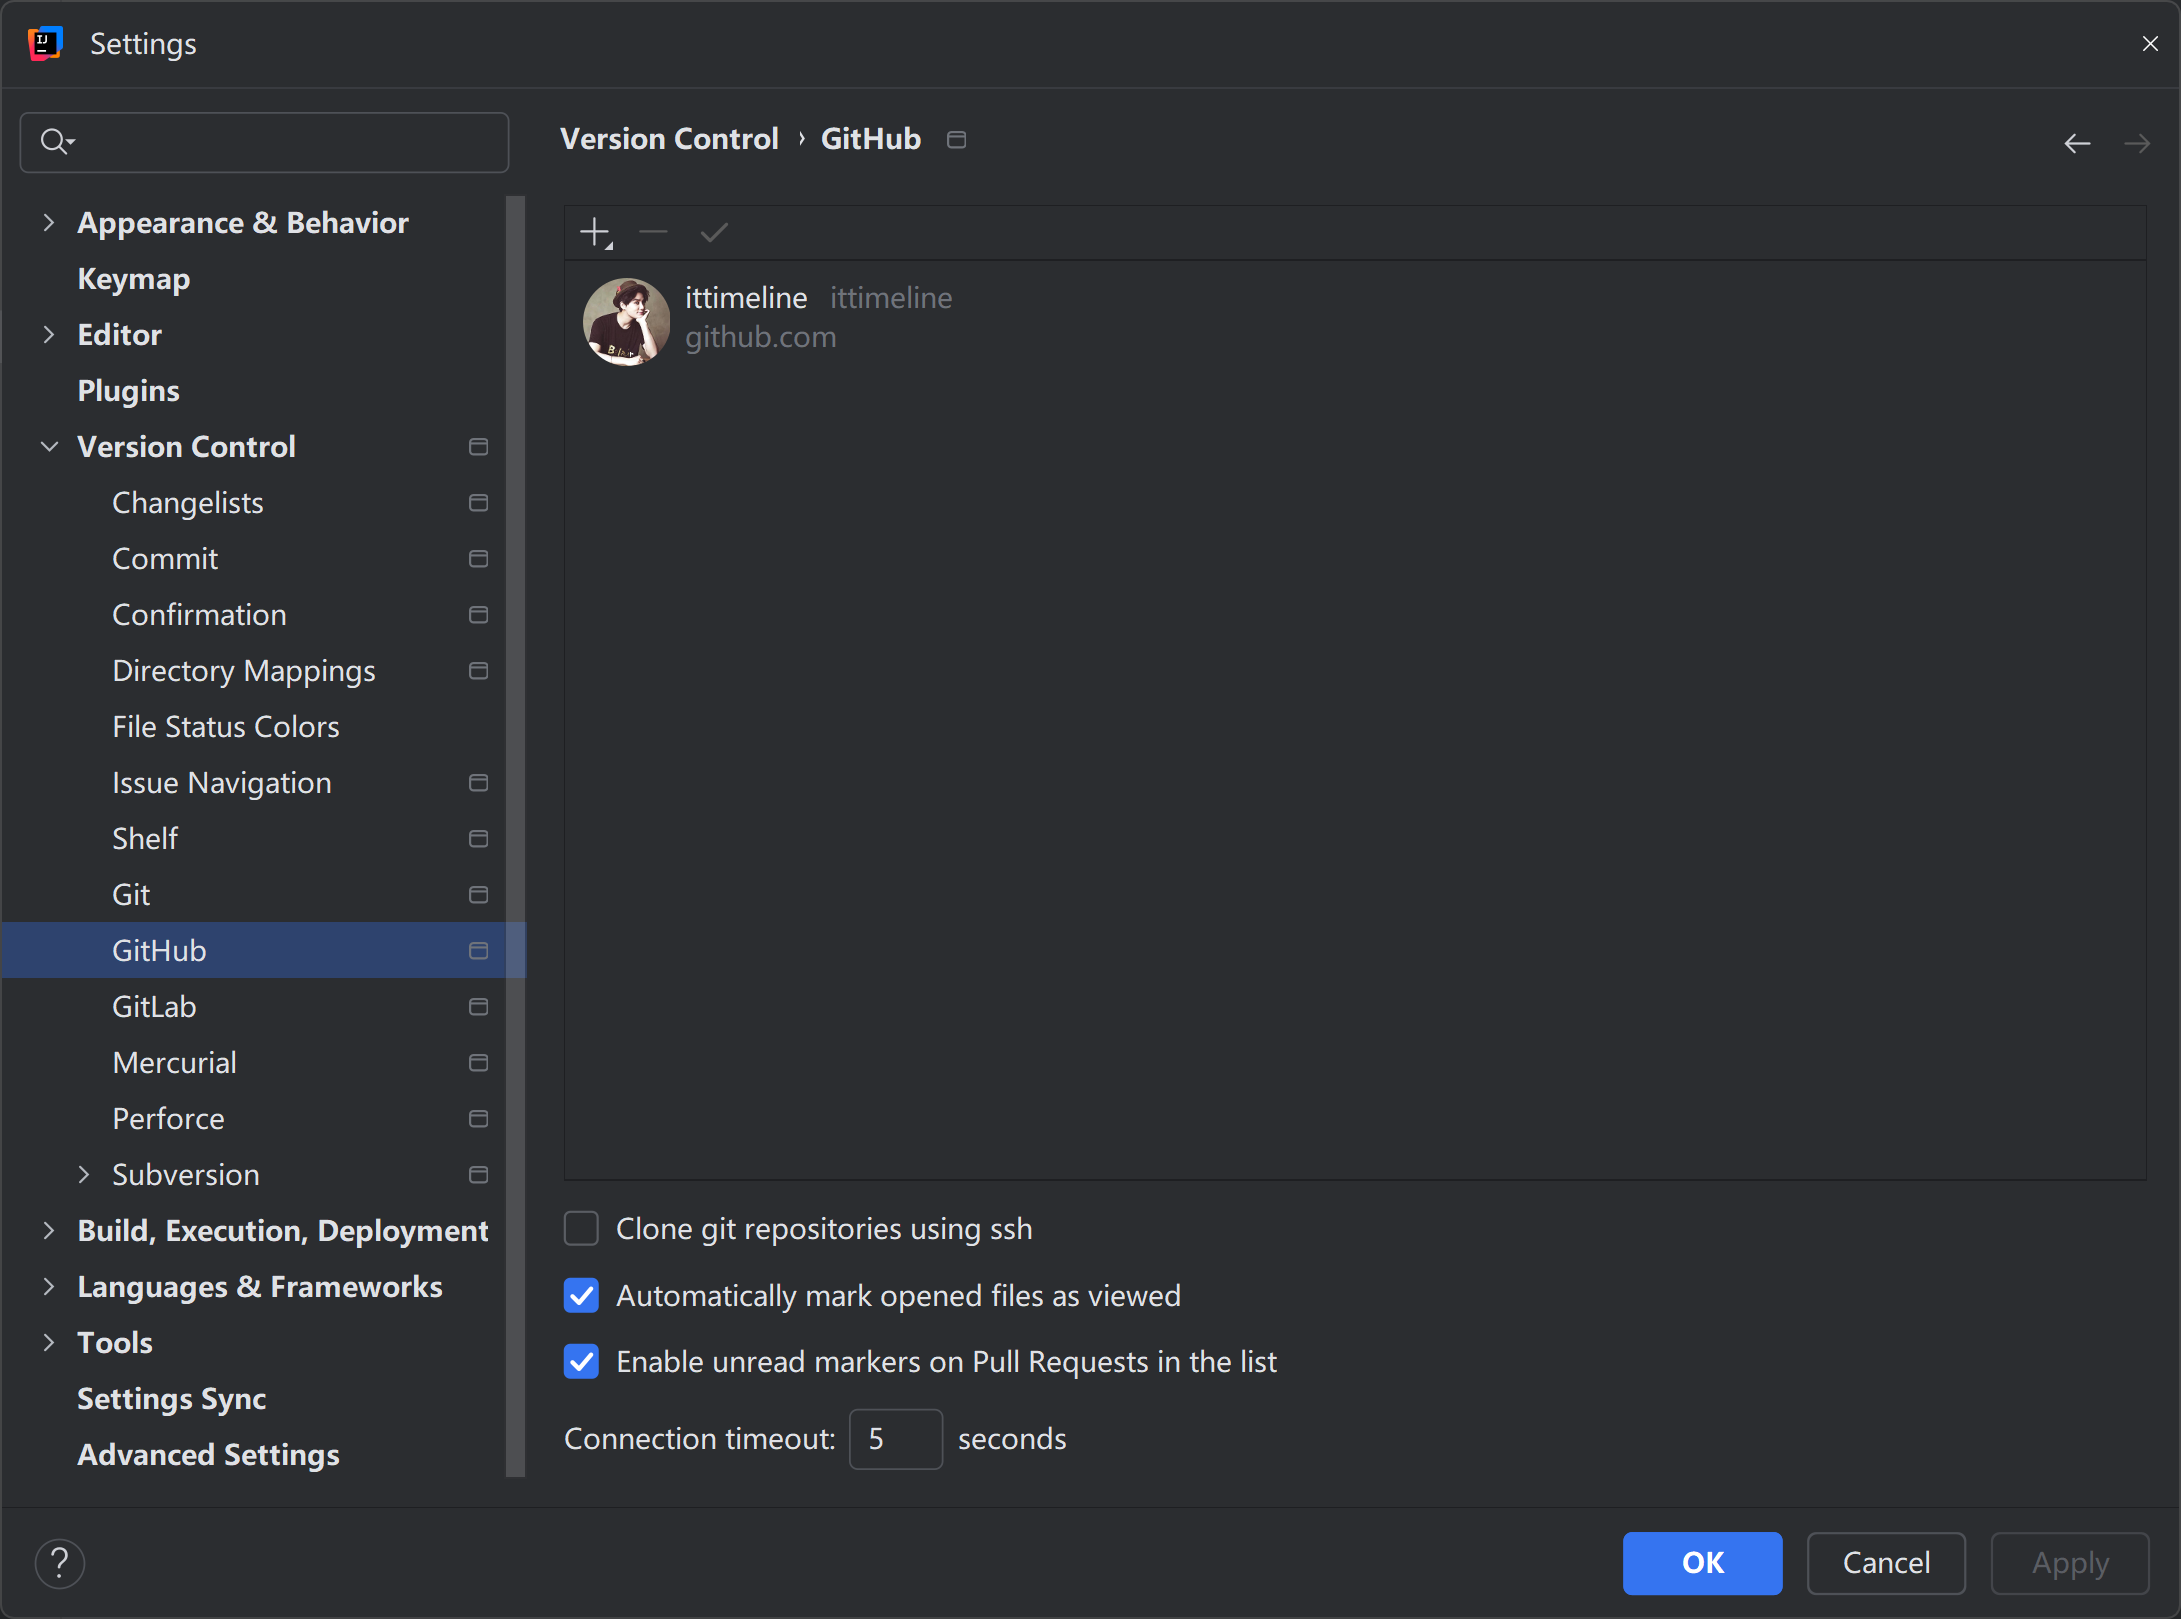 Settings
Version Control › GitHub
Appearance & Behavior
Keymap
Editor
Plugins
Version Control
Changelists
Commit
Confirmation
Directory Mappings
File Status Colors
Issue Navigation
Shelf
Git
GitHub
GitLab
Mercurial
Perforce
Subversion
Build, Execution, Deployment
Languages & Frameworks
Tools
Settings Sync
Advanced Settings
ittimeline ittimeline
github.com
Clone git repositories using ssh
Automatically mark opened files as viewed
Enable unread markers on Pull Requests in the list
Connection timeout: 5 seconds
?
OK
Cancel
Apply